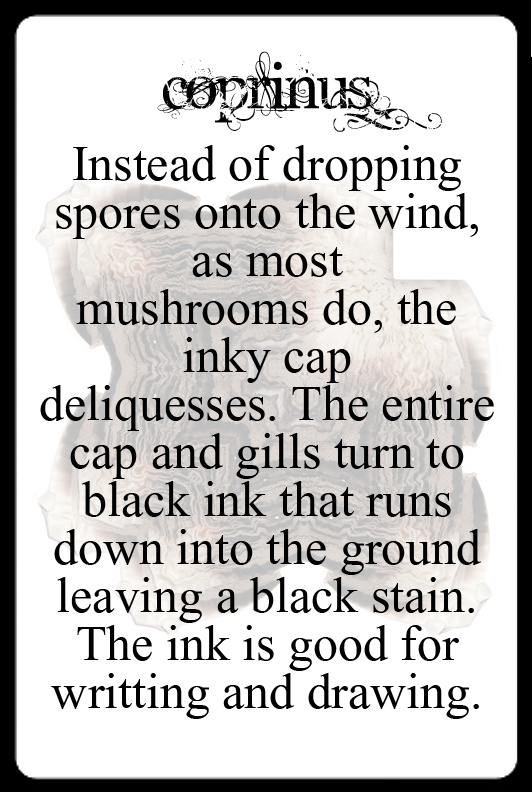 coprinus
Instead of dropping
spores onto the wind,
as most
mushrooms do, the
inky cap
deliquesses. The entire
cap and gills turn to
black ink that runs
down into the ground
leaving a black stain.
The ink is good for
writting and drawing.